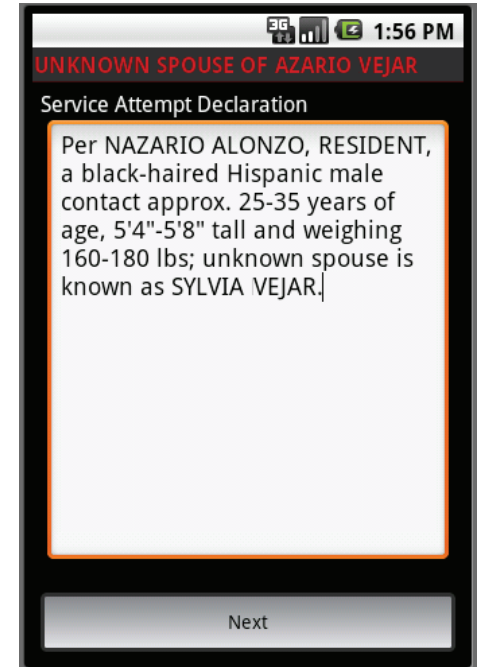 3G 1:56 PM
UNKNOWN SPOUSE OF AZARIO VEJAR
Service Attempt Declaration
Per NAZARIO ALONZO, RESIDENT,
a black-haired Hispanic male
contact approx. 25-35 years of
age, 5'4"-5'8" tall and weighing
160-180 lbs; unknown spouse is
known as SYLVIA VEJAR.
Next